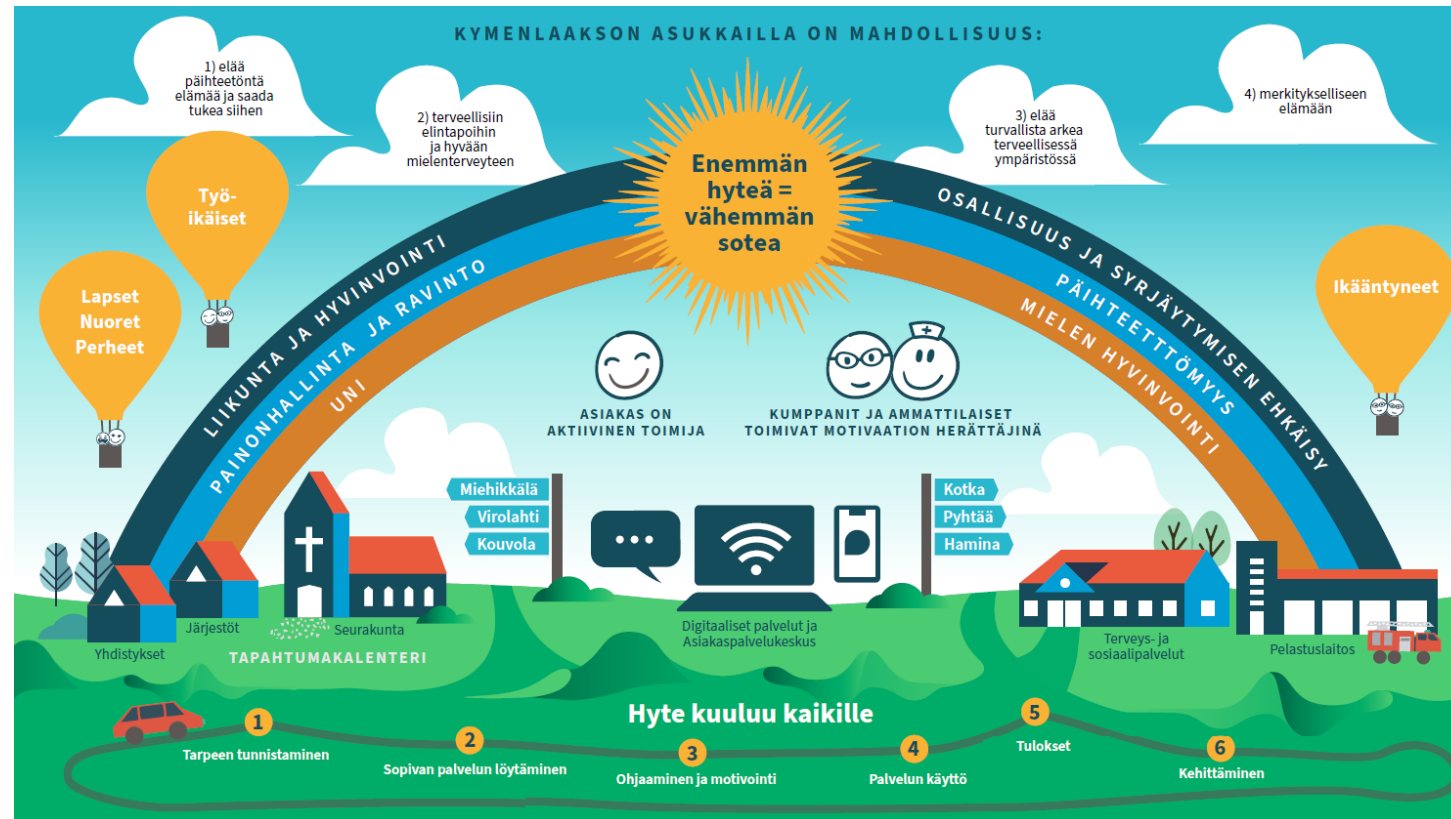 KYMENLAAKSON ASUKKAILLA ON MAHDOLLISUUS:
1) elää
päihteetöntä
elämää ja saada
tukea siihen
2) terveellisiin
elintapoihin
ja hyvään
mielenterveyteen
3) elää
turvallista arkea
terveellisessä
ympäristössä
4) merkitykselliseen
elämään
Enemmän
hyteä =
vähemmän
sotea
Työ-
ikäiset
Lapset
Nuoret
Perheet
Ikääntyneet
LIIKUNTA JA HYVINVOINTI
PAINONHALLINTA JA RAVINTO
UNI
OSALLISUUS JA SYRJÄYTYMISEN EHKÄISY
PÄIHTEETTTÖMYYS
MIELEN HYVINVOINTI
ASIAKAS ON
AKTIIVINEN TOIMIJA
KUMPPANIT JA AMMATTILAISET
TOIMIVAT MOTIVAATION HERÄTTÄJINÄ
Miehikkälä
Virolahti
Kouvola
Kotka
Pyhtää
Hamina
Yhdistykset
Järjestöt
Seurakunta
TAPAHTUMAKALENTERI
Digitaaliset palvelut ja
Asiakaspalvelukeskus
Terveys- ja
sosiaalipalvelut
Pelastuslaitos
Hyte kuuluu kaikille
1
Tarpeen tunnistaminen
2
Sopivan palvelun löytäminen
3
Ohjaaminen ja motivointi
4
Palvelun käyttö
5
Tulokset
6
Kehittäminen